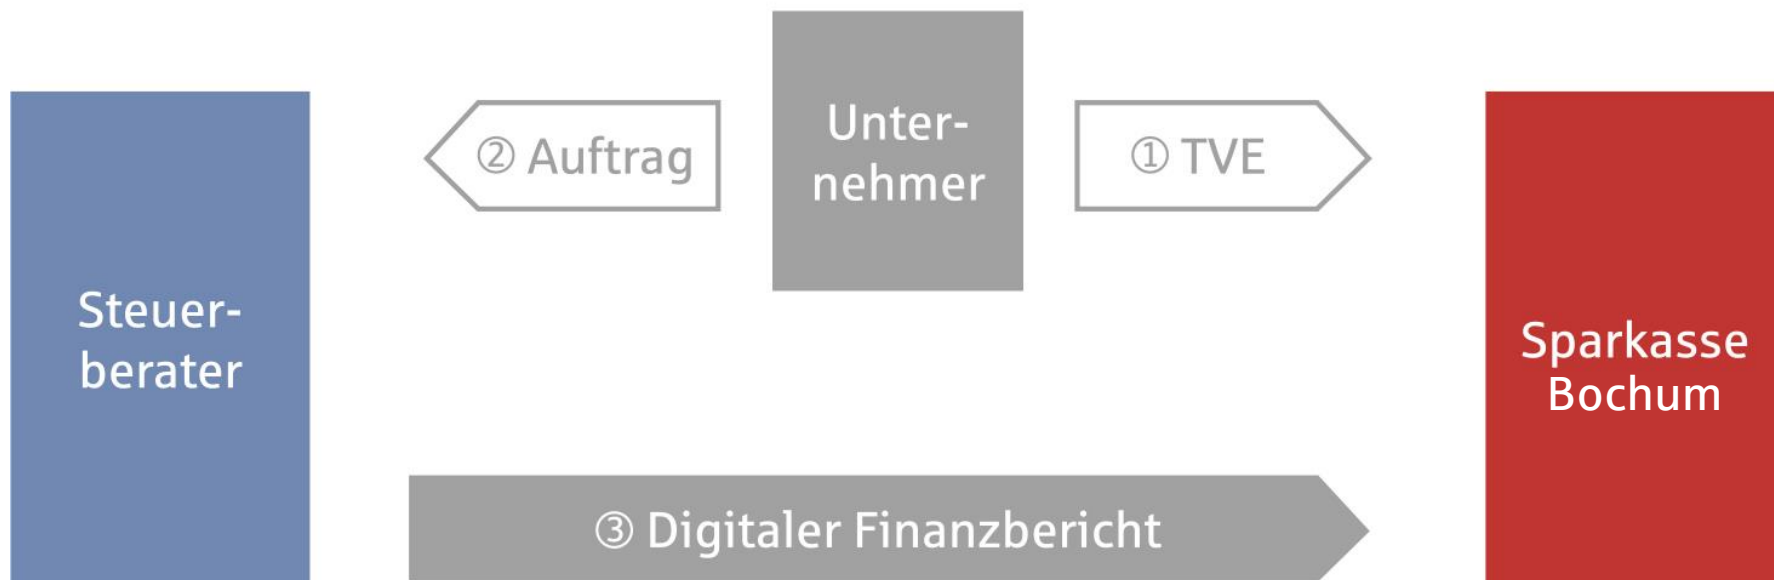 Unter-
nehmer
② Auftrag
① TVE
Steuer-
berater
Sparkasse
Bochum
③ Digitaler Finanzbericht